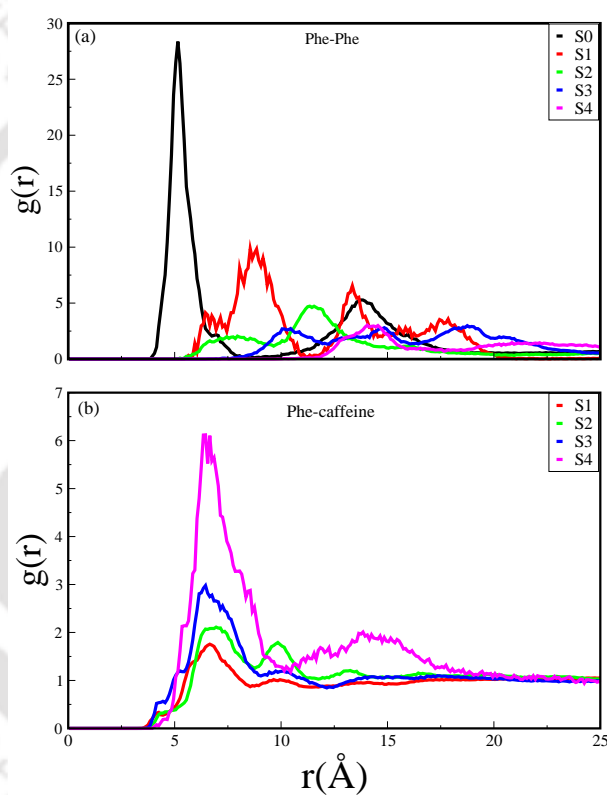 (a)
Phe-Phe
S0
S1
S2
S3
S4
g(r)
30
25
20
15
10
5
0
(b)
Phe-caffeine
S1
S2
S3
S4
g(r)
7
6
5
4
3
2
1
0
0 5 10 15 20 25
r(Å)